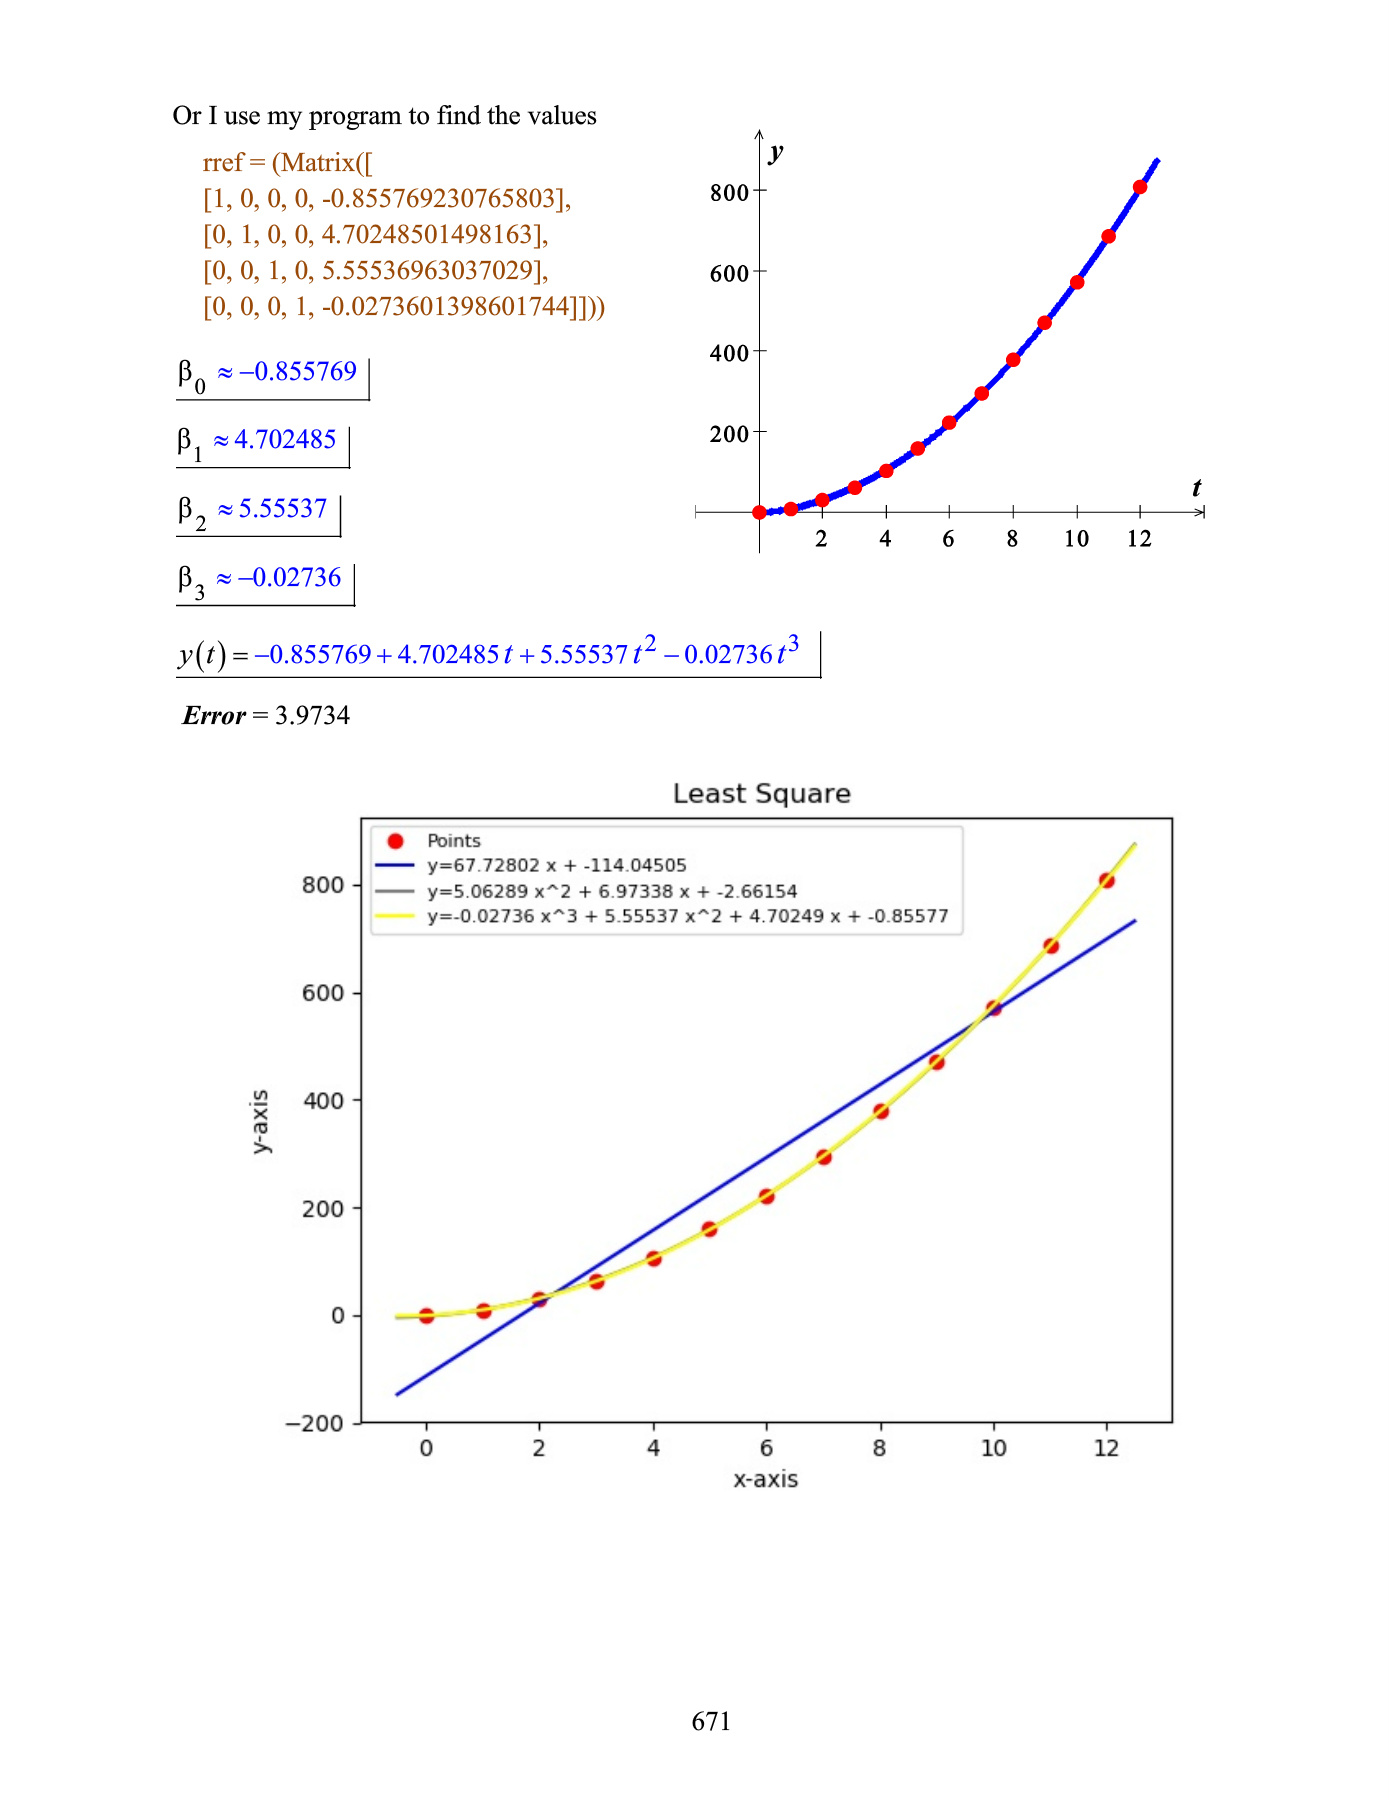 Or I use my program to find the values
rref = (Matrix([
[1, 0, 0, 0, -0.855769230765803],
[0, 1, 0, 0, 4.70248501498163],
[0, 0, 1, 0, 5.55536963037029],
[0, 0, 0, 1, -0.0273601398601744]]))
β0 ≈ −0.855769
β1 ≈ 4.702485
β2 ≈ 5.55537
β3 ≈ −0.02736
y(t) = −0.855769 + 4.702485 t + 5.55537 t² − 0.02736 t³
Error = 3.9734
y
800
600
400
200
t
2 4 6 8 10 12
Least Square
Points
y=67.72802 x + -114.04505
y=5.06289 x^2 + 6.97338 x + -2.66154
y=-0.02736 x^3 + 5.55537 x^2 + 4.70249 x + -0.85577
800
600
400
200
0
−200
y-axis
0 2 4 6 8 10 12
x-axis
671